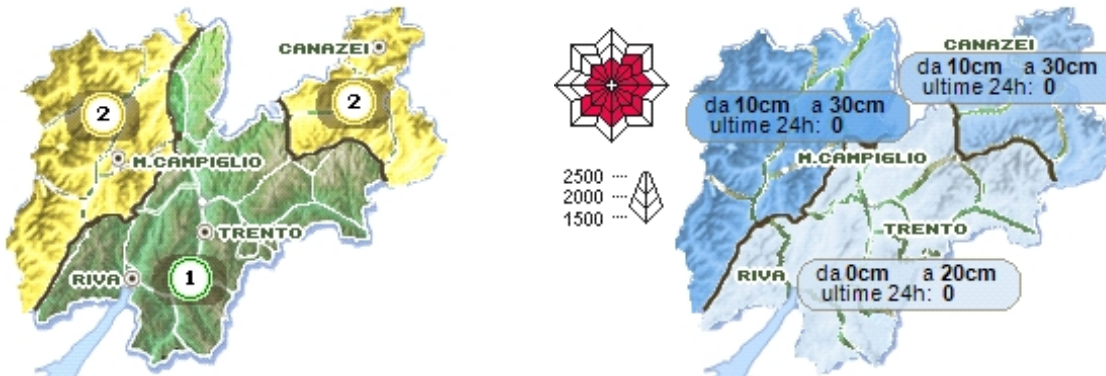 CANAZEI
2
2
M.CAMPIGLIO
TRENTO
RIVA
1
2500
2000
1500
CANAZEI
da 10cm a 30cm
ultime 24h: 0
da 10cm a 30cm
ultime 24h: 0
M.CAMPIGLIO
TRENTO
RIVA
da 0cm a 20cm
ultime 24h: 0